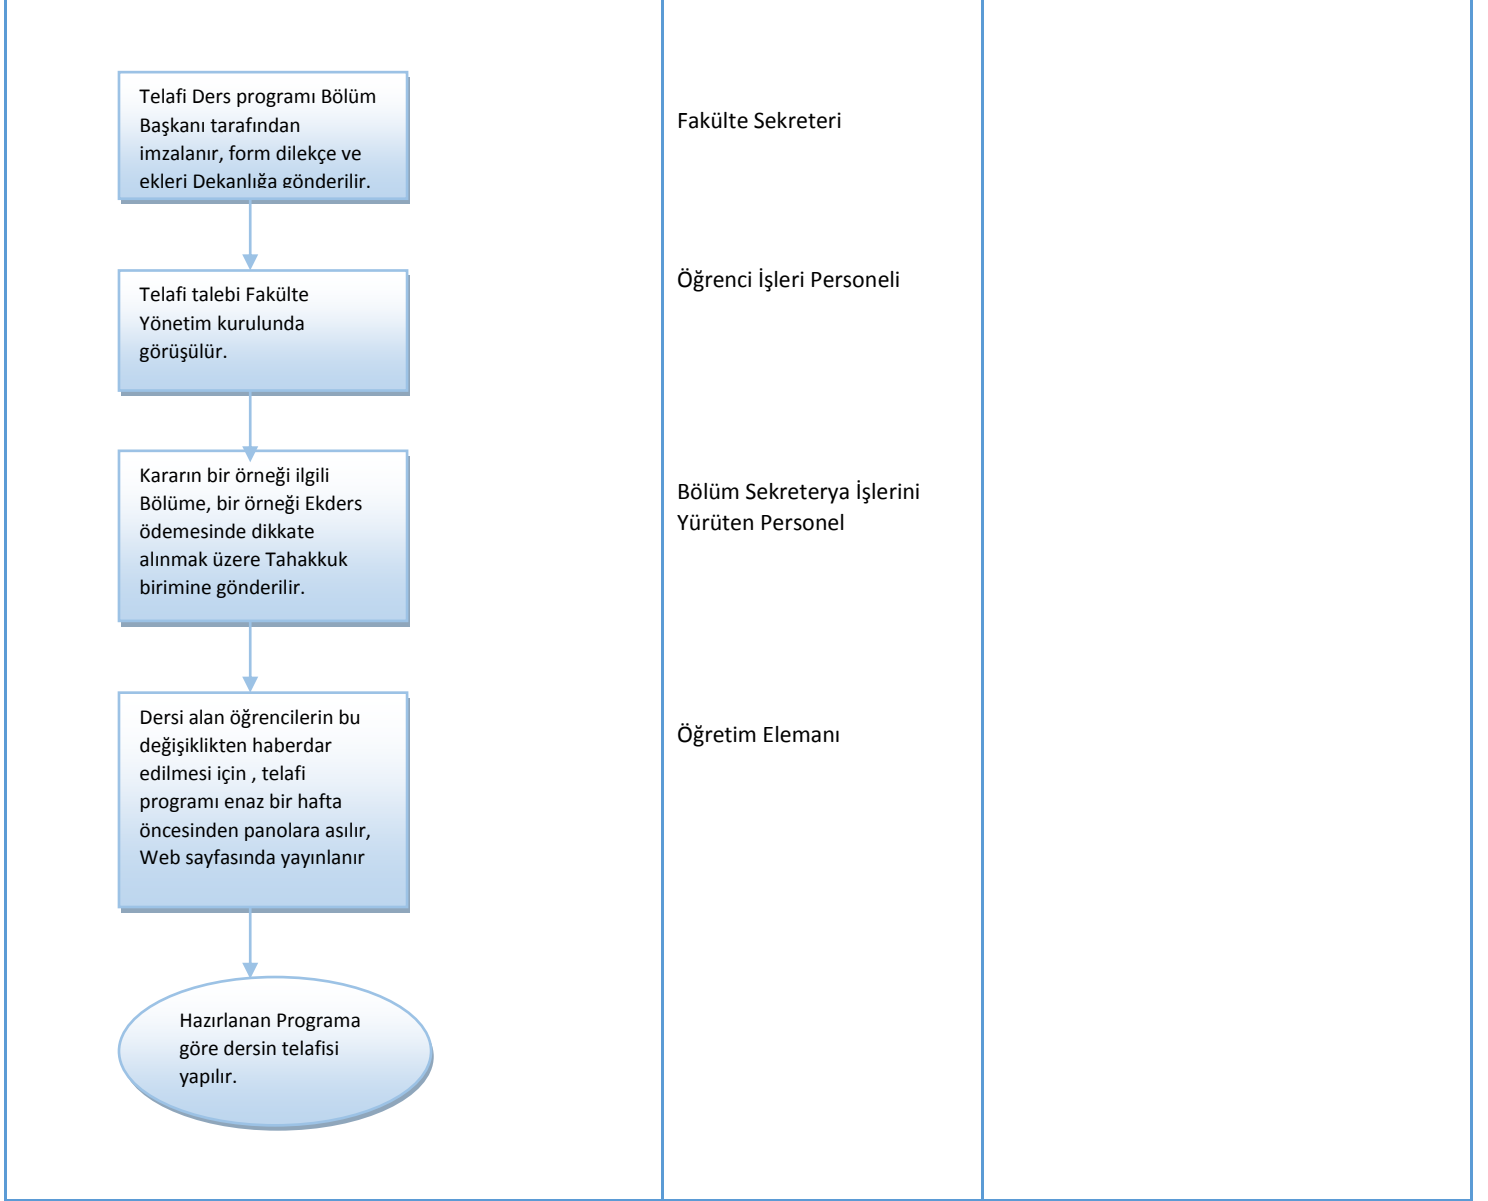 Telafi Ders programı Bölüm
Başkanı tarafından
imzalanır, form dilekçe ve
ekleri Dekanlığa gönderilir.
Fakülte Sekreteri
Telafi talebi Fakülte
Yönetim kurulunda
görüşülür.
Öğrenci İşleri Personeli
Kararın bir örneği ilgili
Bölüme, bir örneği Ekders
ödemesinde dikkate
alınmak üzere Tahakkuk
birimine gönderilir.
Bölüm Sekreterya İşlerini
Yürüten Personel
Dersi alan öğrencilerin bu
değişiklikten haberdar
edilmesi için , telafi
programı enaz bir hafta
öncesinden panolara asılır,
Web sayfasında yayınlanır
Öğretim Elemanı
Hazırlanan Programa
göre dersin telafisi
yapılır.